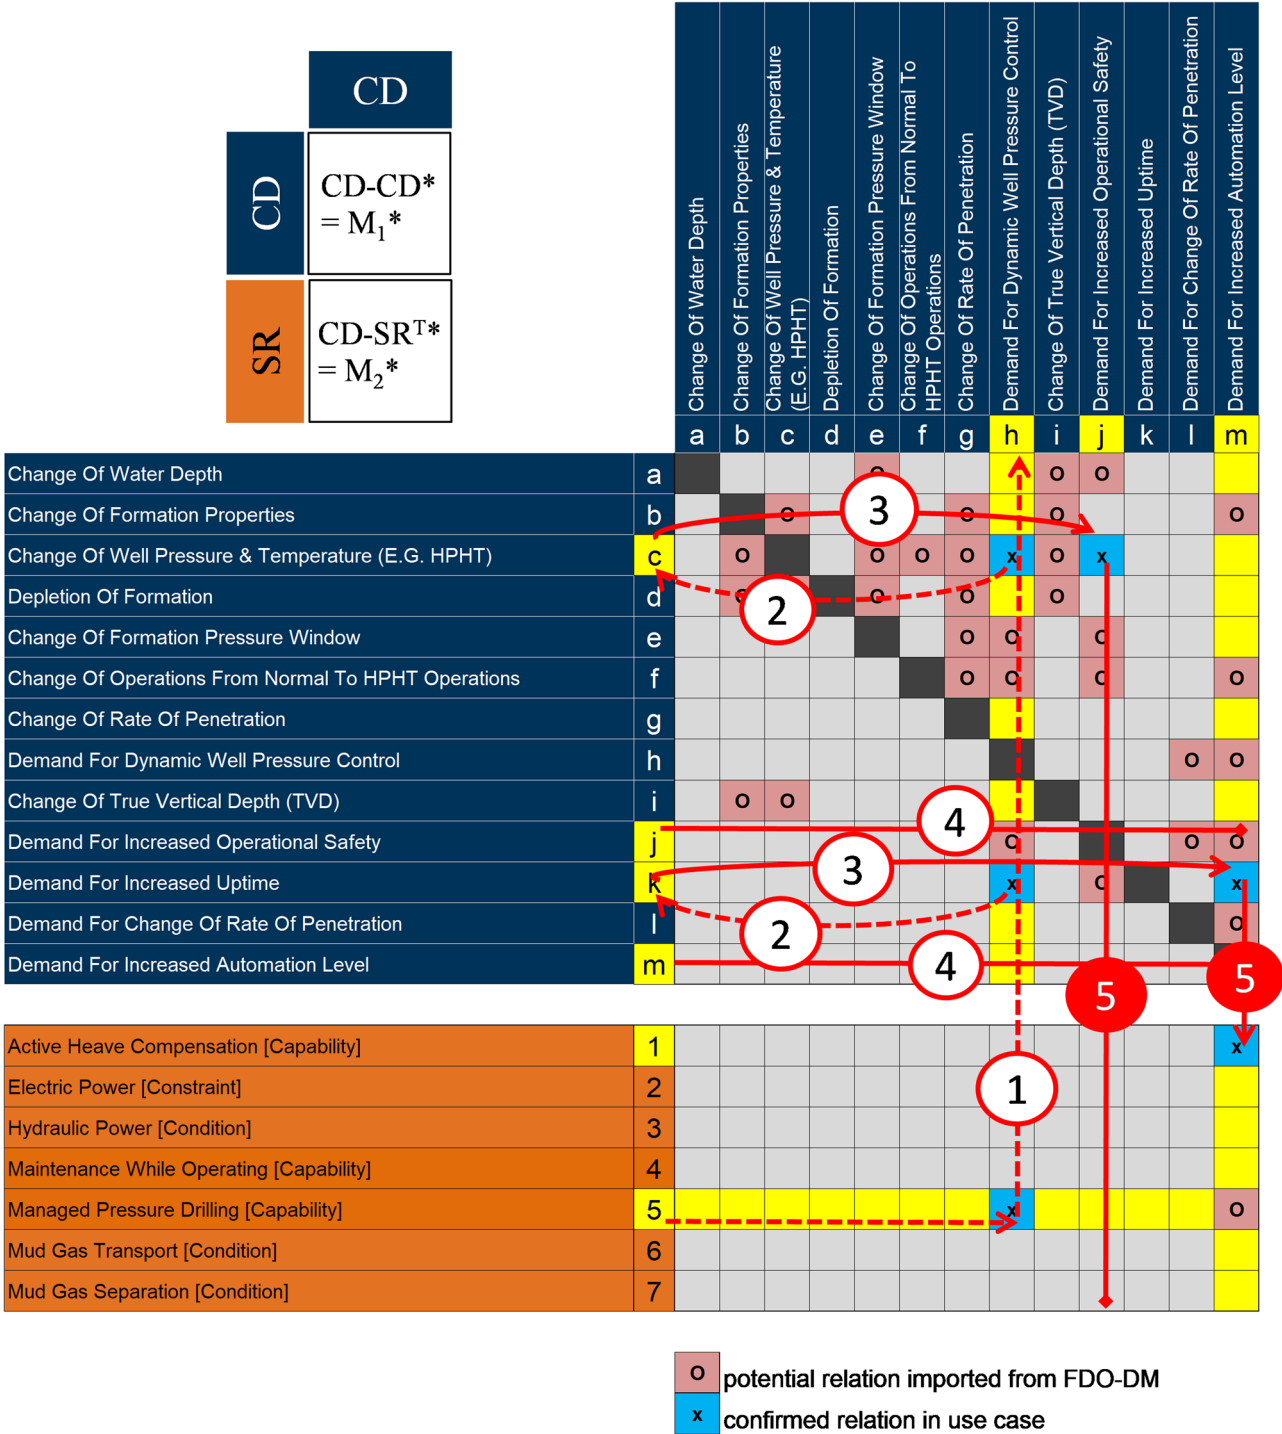 CD
CD
CD-CD*
= M1*
SR
CD-SRT*
= M2*
Change Of Water Depth
Change Of Formation Properties
Change Of Well Pressure & Temperature
(E.G. HPHT)
Depletion Of Formation
Change Of Formation Pressure Window
Change Of Operations From Normal To
HPHT Operations
Change Of Rate Of Penetration
Demand For Dynamic Well Pressure Control
Change Of True Vertical Depth (TVD)
Demand For Increased Operational Safety
Demand For Increased Uptime
Demand For Change Of Rate Of Penetration
Demand For Increased Automation Level
a b c d e f g h i j k l m
Change Of Water Depth a o o o
Change Of Formation Properties b o 3 o o o
Change Of Well Pressure & Temperature (E.G. HPHT) c o o o o x o x
Depletion Of Formation d o 2 o o o
Change Of Formation Pressure Window e o o o
Change Of Operations From Normal To HPHT Operations f o o o o
Change Of Rate Of Penetration g
Demand For Dynamic Well Pressure Control h o o
Change Of True Vertical Depth (TVD) i o o 4
Demand For Increased Operational Safety j o o o
Demand For Increased Uptime k 3 x o x
Demand For Change Of Rate Of Penetration l 2 o
Demand For Increased Automation Level m 4 5 5
Active Heave Compensation [Capability] 1 x
Electric Power [Constraint] 2 1
Hydraulic Power [Condition] 3
Maintenance While Operating [Capability] 4
Managed Pressure Drilling [Capability] 5 x o
Mud Gas Transport [Condition] 6
Mud Gas Separation [Condition] 7
o potential relation imported from FDO-DM
x confirmed relation in use case